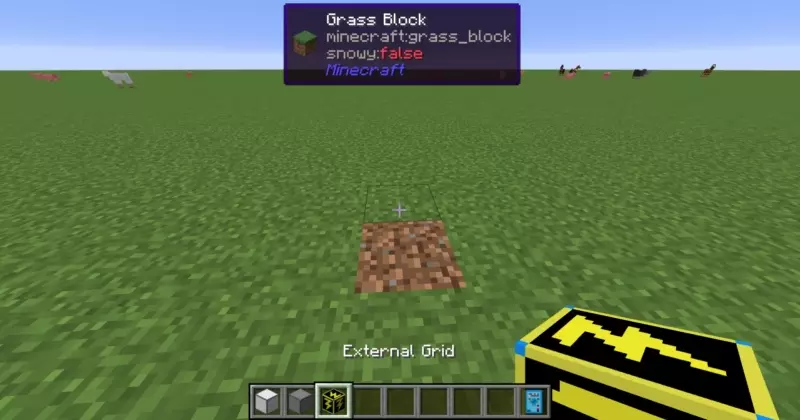 Grass Block
minecraft:grass_block
snowy:false
Minecraft
External Grid